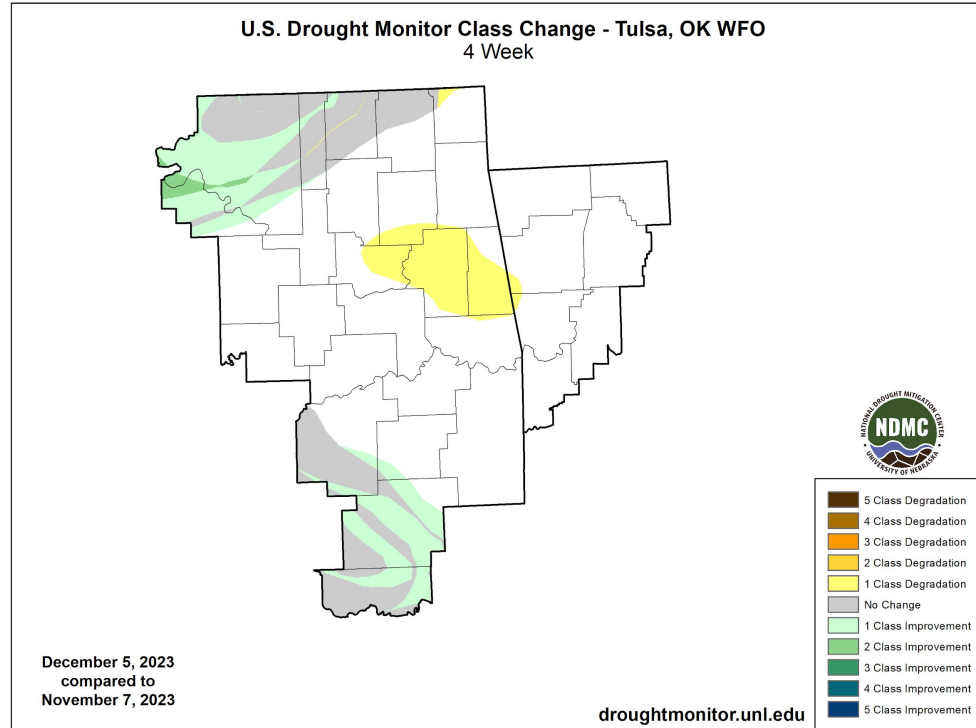 U.S. Drought Monitor Class Change - Tulsa, OK WFO
4 Week
NATIONAL DROUGHT MITIGATION CENTER
NDMC
UNIVERSITY OF NEBRASKA
5 Class Degradation
4 Class Degradation
3 Class Degradation
2 Class Degradation
1 Class Degradation
No Change
1 Class Improvement
2 Class Improvement
3 Class Improvement
4 Class Improvement
5 Class Improvement
December 5, 2023
compared to
November 7, 2023
droughtmonitor.unl.edu